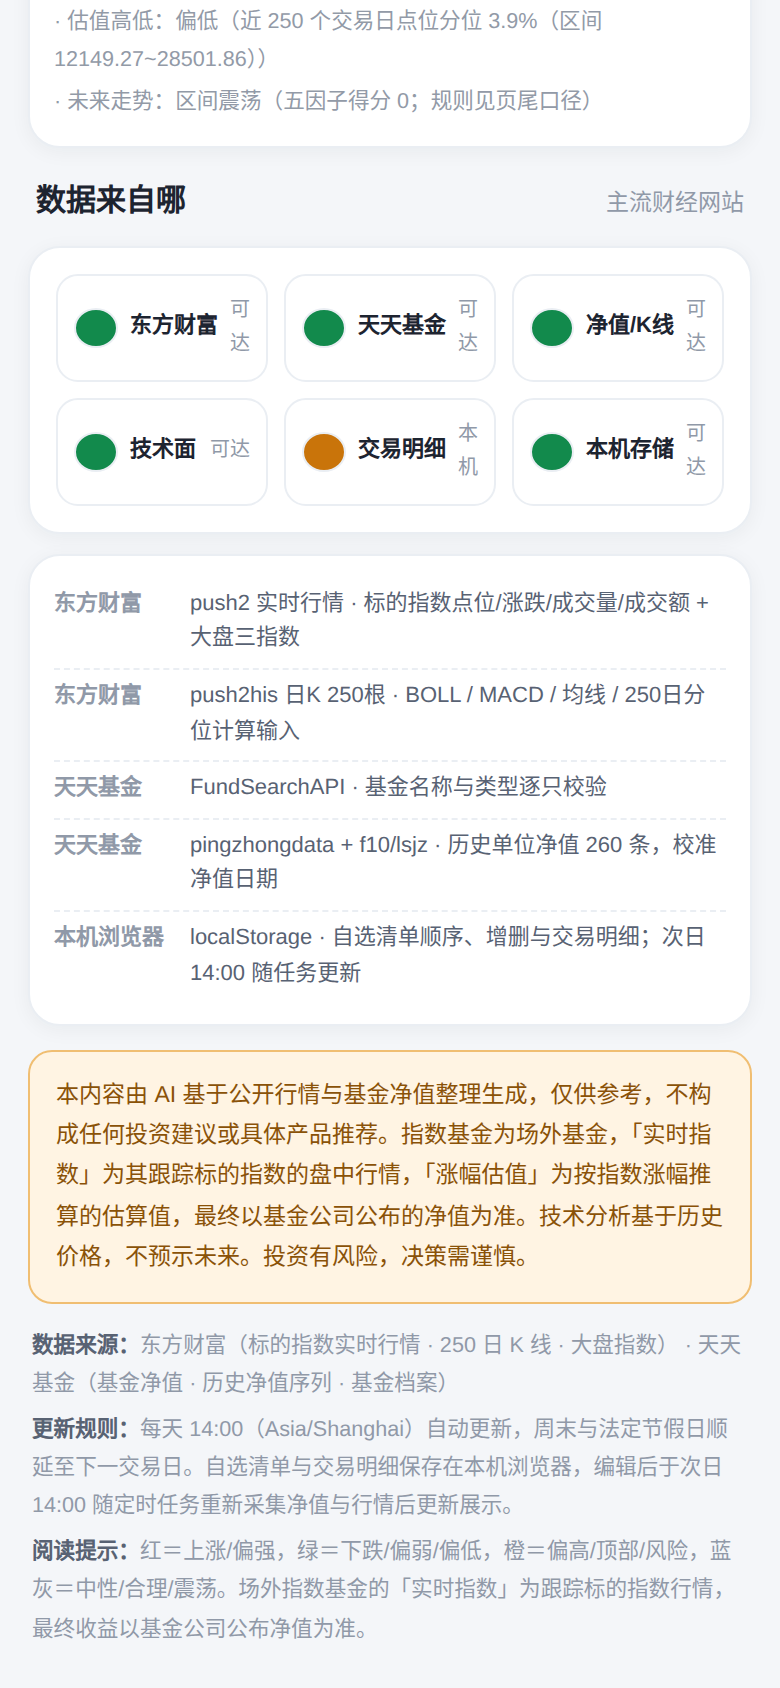 · 估值高低：偏低（近 250 个交易日点位分位 3.9%（区间
12149.27~28501.86））
· 未来走势：区间震荡（五因子得分 0；规则见页尾口径）
数据来自哪
主流财经网站
东方财富 可达
天天基金 可达
净值/K线 可达
技术面 可达
交易明细 本机
本机存储 可达
东方财富 push2 实时行情 · 标的指数点位/涨跌/成交量/成交额 +
大盘三指数
东方财富 push2his 日K 250根 · BOLL / MACD / 均线 / 250日分
位计算输入
天天基金 FundSearchAPI · 基金名称与类型逐只校验
天天基金 pingzhongdata + f10/lsjz · 历史单位净值 260 条，校准
净值日期
本机浏览器 localStorage · 自选清单顺序、增删与交易明细；次日
14:00 随任务更新
本内容由 AI 基于公开行情与基金净值整理生成，仅供参考，不构
成任何投资建议或具体产品推荐。指数基金为场外基金，「实时指
数」为其跟踪标的指数的盘中行情，「涨幅估值」为按指数涨幅推
算的估算值，最终以基金公司公布的净值为准。技术分析基于历史
价格，不预示未来。投资有风险，决策需谨慎。
数据来源：东方财富（标的指数实时行情 · 250 日 K 线 · 大盘指数） · 天天
基金（基金净值 · 历史净值序列 · 基金档案）
更新规则：每天 14:00（Asia/Shanghai）自动更新，周末与法定节假日顺
延至下一交易日。自选清单与交易明细保存在本机浏览器，编辑后于次日
14:00 随定时任务重新采集净值与行情后更新展示。
阅读提示：红＝上涨/偏强，绿＝下跌/偏弱/偏低，橙＝偏高/顶部/风险，蓝
灰＝中性/合理/震荡。场外指数基金的「实时指数」为跟踪标的指数行情，
最终收益以基金公司公布净值为准。